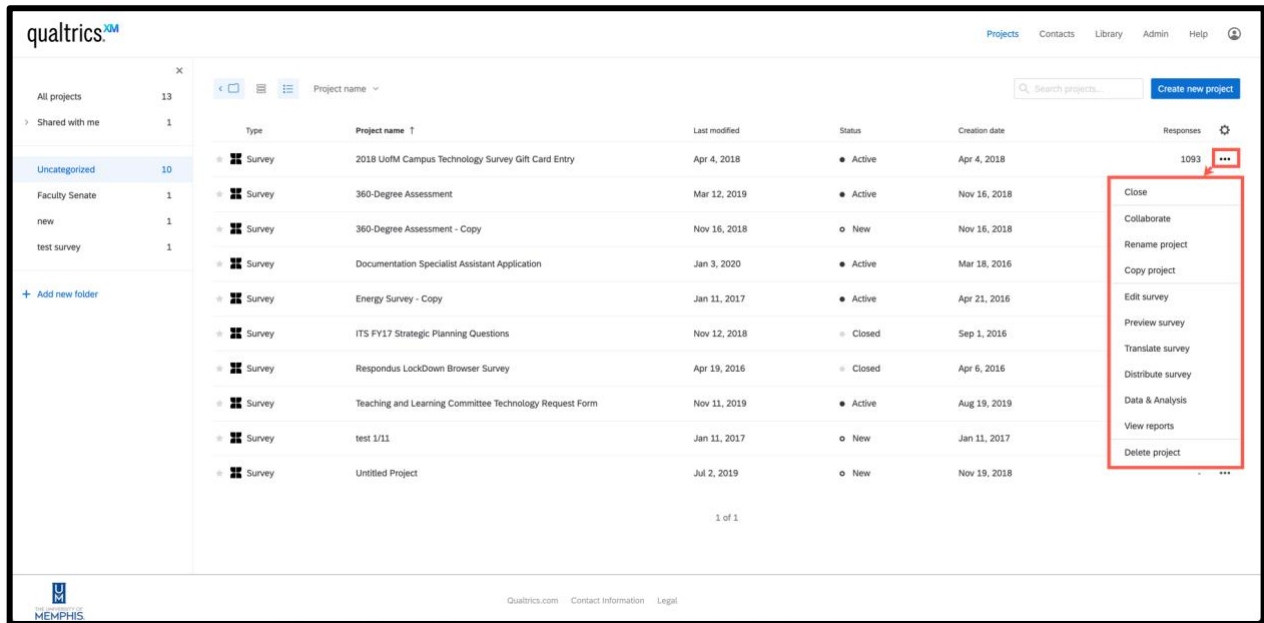 qualtrics.XM
Projects Contacts Library Admin Help
All projects 13
Shared with me 1
Uncategorized 10
Faculty Senate 1
new 1
test survey 1
+ Add new folder
Project name
Search projects...
Create new project
Type Project name ↑ Last modified Status Creation date Responses
Survey 2018 UofM Campus Technology Survey Gift Card Entry Apr 4, 2018 Active Apr 4, 2018 1093
Survey 360-Degree Assessment Mar 12, 2019 Active Nov 16, 2018
Survey 360-Degree Assessment - Copy Nov 16, 2018 New Nov 16, 2018
Survey Documentation Specialist Assistant Application Jan 3, 2020 Active Mar 18, 2016
Survey Energy Survey - Copy Jan 11, 2017 Active Apr 21, 2016
Survey ITS FY17 Strategic Planning Questions Nov 12, 2018 Closed Sep 1, 2016
Survey Respondus LockDown Browser Survey Apr 19, 2016 Closed Apr 6, 2016
Survey Teaching and Learning Committee Technology Request Form Nov 11, 2019 Active Aug 19, 2019
Survey test 1/11 Jan 11, 2017 New Jan 11, 2017
Survey Untitled Project Jul 2, 2019 New Nov 19, 2018 -
Close
Collaborate
Rename project
Copy project
Edit survey
Preview survey
Translate survey
Distribute survey
Data & Analysis
View reports
Delete project
1 of 1
UM
THE UNIVERSITY OF
MEMPHIS
Qualtrics.com Contact Information Legal